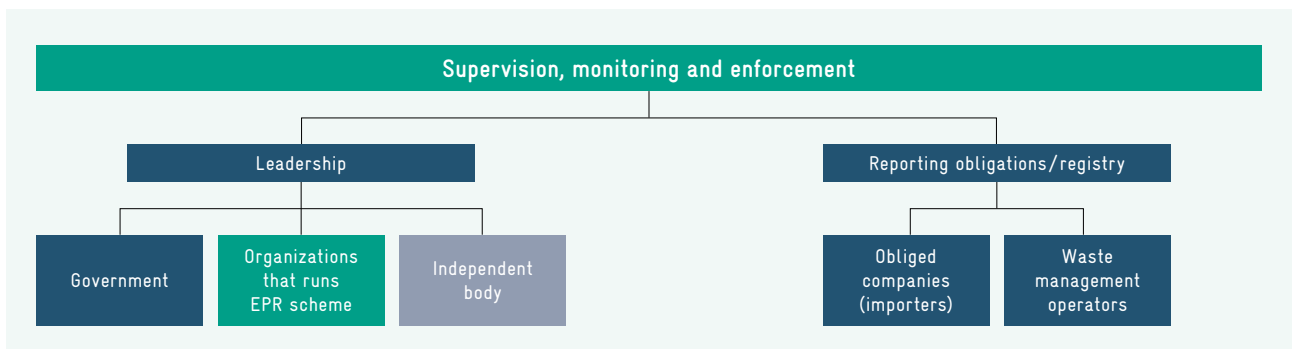 Supervision, monitoring and enforcement
Leadership
Reporting obligations/registry
Government
Organizations
that runs
EPR scheme
Independent
body
Obliged
companies
(importers)
Waste
management
operators